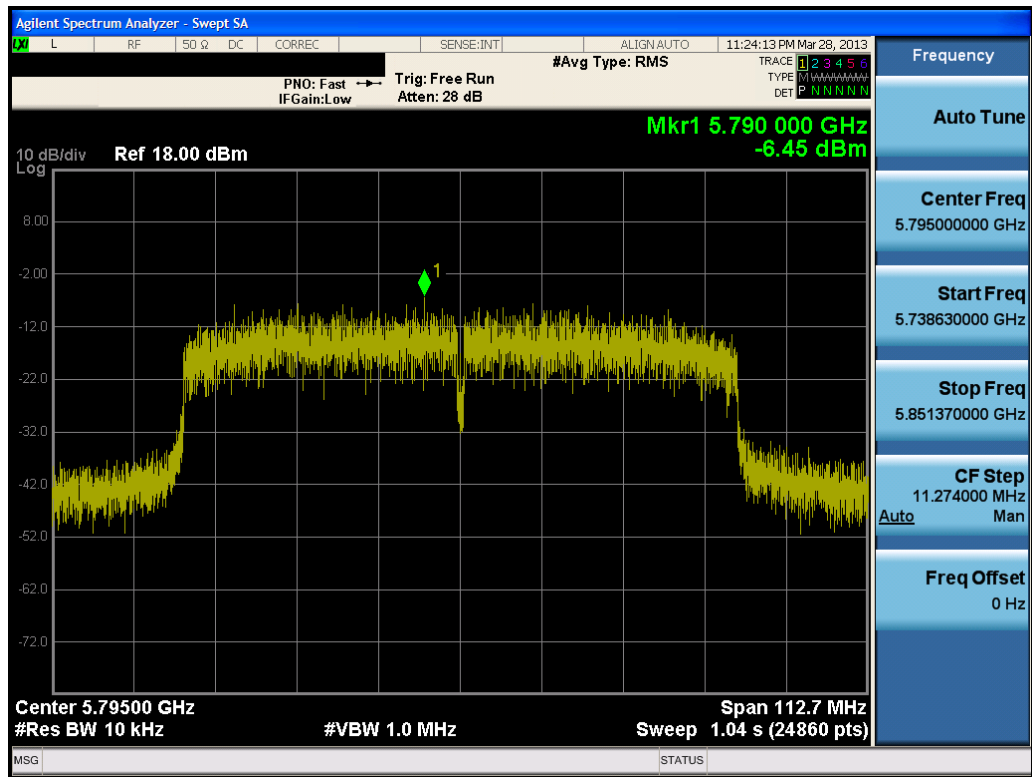 Agilent Spectrum Analyzer - Swept SA
LXI L RF 50 Ω DC CORREC SENSE:INT ALIGN AUTO 11:24:13 PM Mar 28, 2013
#Avg Type: RMS TRACE 1 2 3 4 5 6
PNO: Fast Trig: Free Run TYPE M
IFGain:Low Atten: 28 dB DET P N N N N N
Mkr1 5.790 000 GHz
-6.45 dBm
10 dB/div Ref 18.00 dBm
Log
1
8.00
-2.00
-12.0
-22.0
-32.0
-42.0
-52.0
-62.0
-72.0
Center 5.79500 GHz Span 112.7 MHz
#Res BW 10 kHz #VBW 1.0 MHz Sweep 1.04 s (24860 pts)
MSG STATUS
Frequency
Auto Tune
Center Freq
5.795000000 GHz
Start Freq
5.738630000 GHz
Stop Freq
5.851370000 GHz
CF Step
11.274000 MHz
Auto Man
Freq Offset
0 Hz